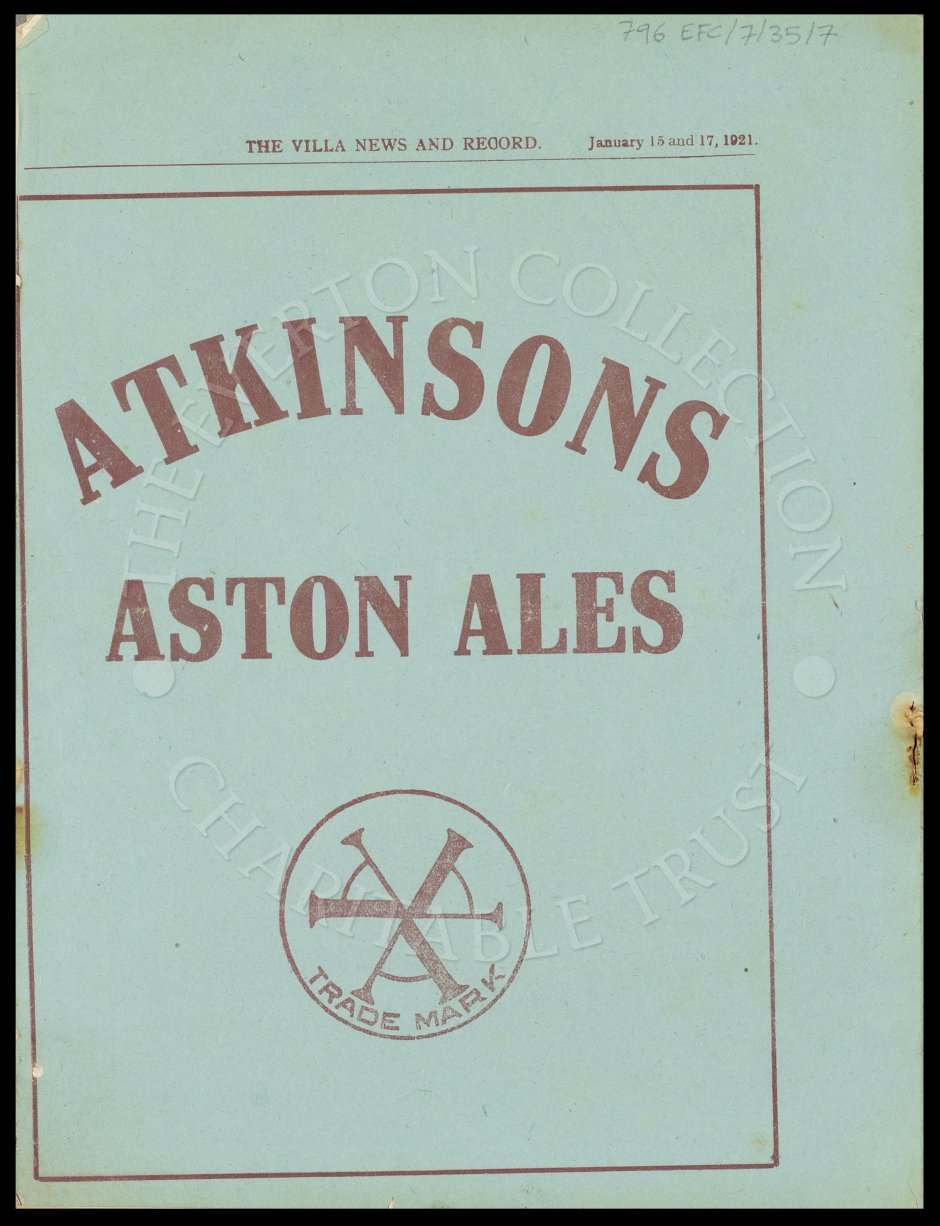 796 EFC/7/35/7
THE VILLA NEWS AND RECORD. January 15 and 17, 1921.
THE EVERTON COLLECTION
ATKINSONS
ASTON ALES
CHARITABLE TRUST
TRADE MARK